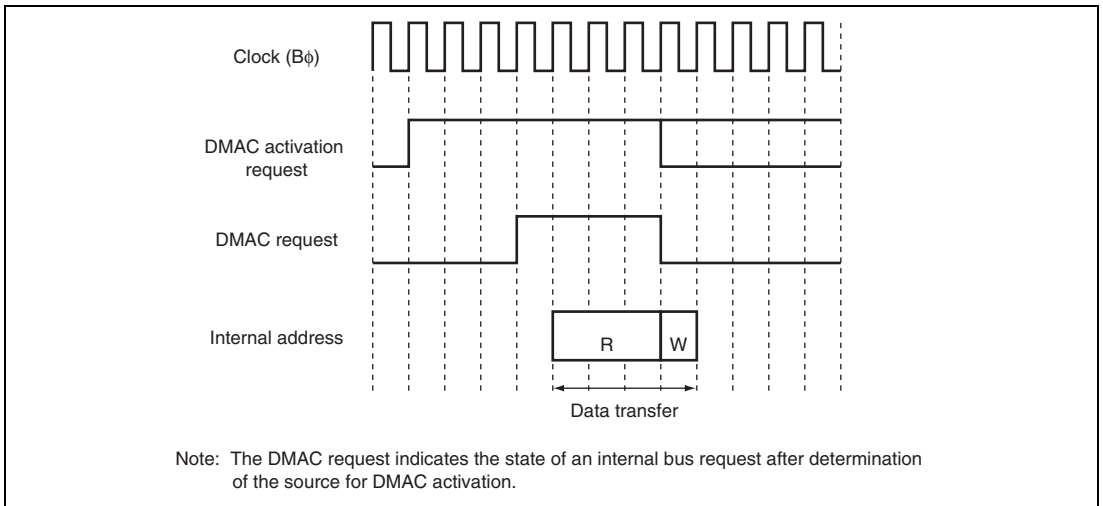 Clock (Bϕ)
DMAC activation
request
DMAC request
Internal address
R
W
Data transfer
Note: The DMAC request indicates the state of an internal bus request after determination
of the source for DMAC activation.